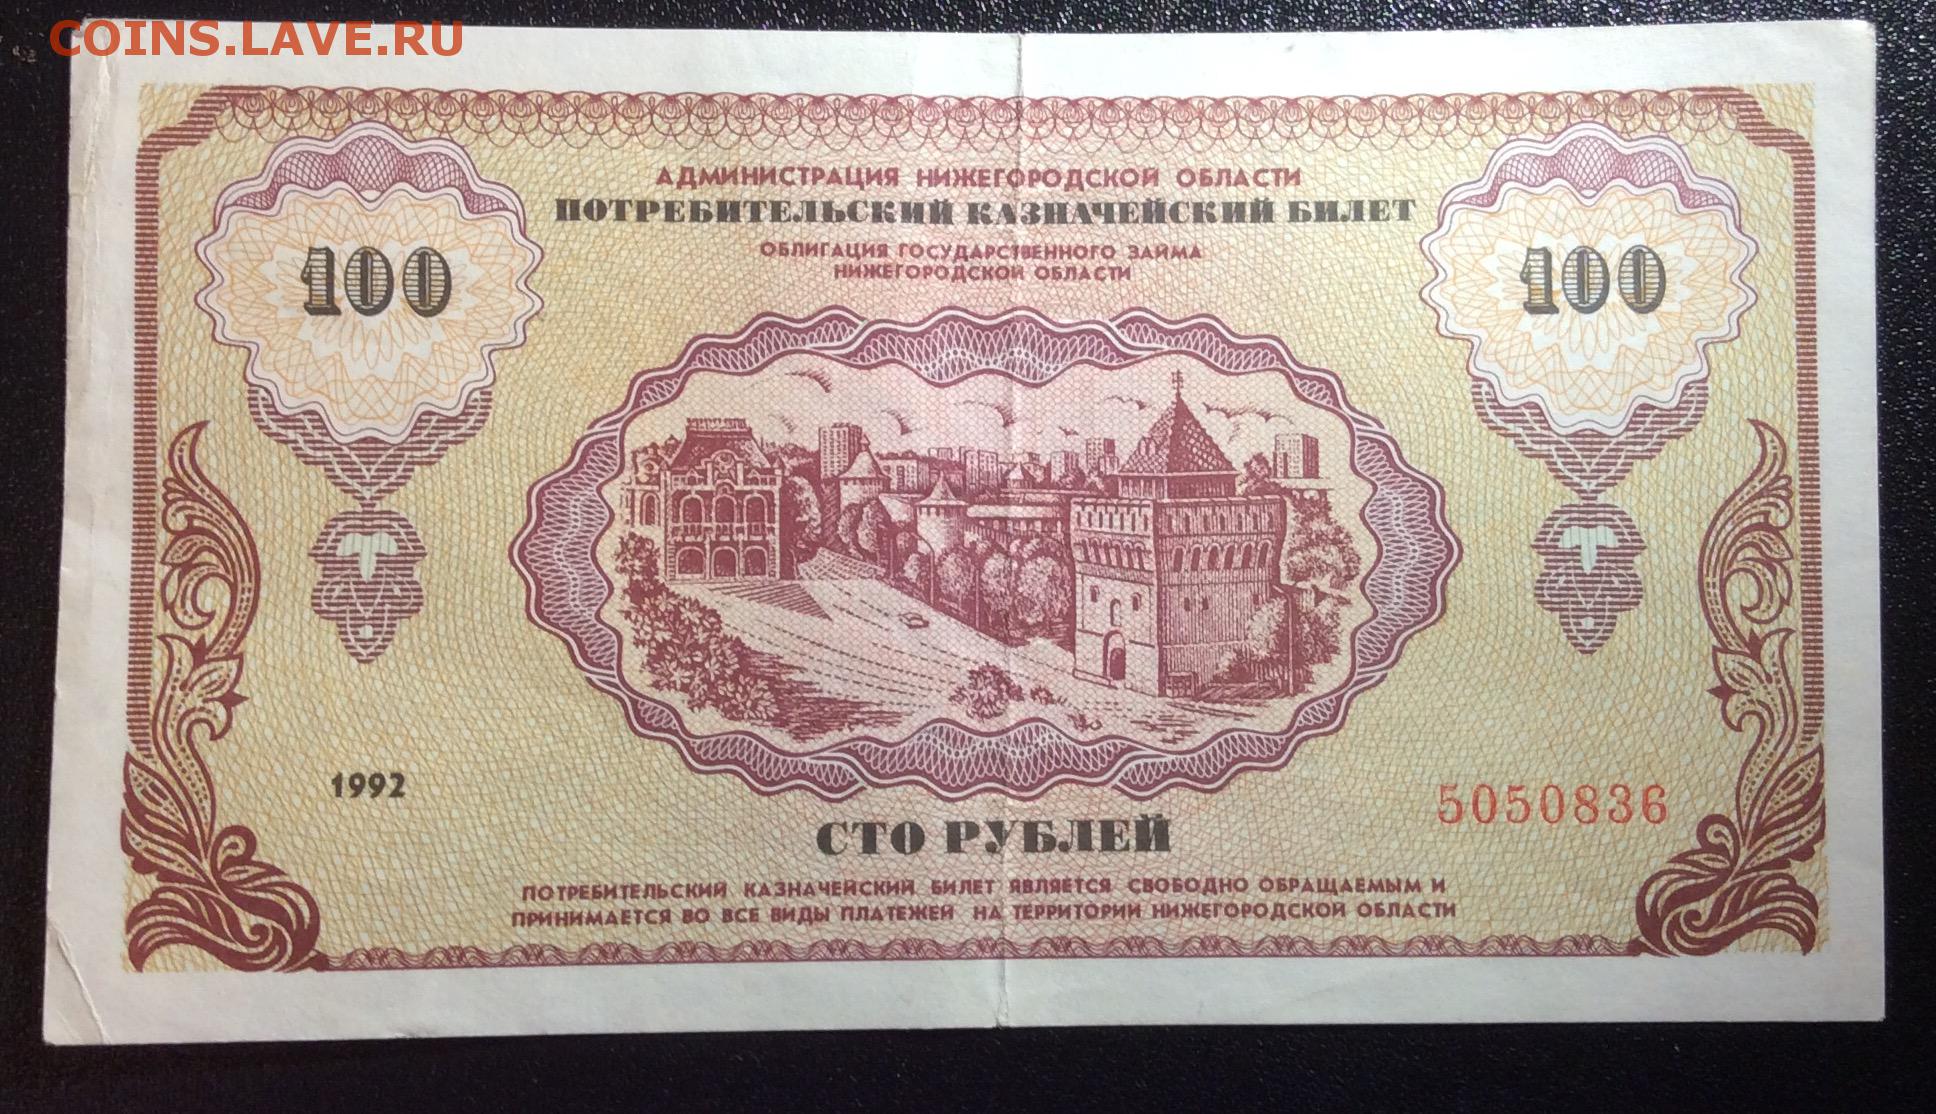 COINS.LAVE.RU
АДМИНИСТРАЦИЯ НИЖЕГОРОДСКОЙ ОБЛАСТИ
ПОТРЕБИТЕЛЬСКИЙ КАЗНАЧЕЙСКИЙ БИЛЕТ
ОБЛИГАЦИЯ ГОСУДАРСТВЕННОГО ЗАЙМА
НИЖЕГОРОДСКОЙ ОБЛАСТИ
100 100
1992
5050836
СТО РУБЛЕЙ
ПОТРЕБИТЕЛЬСКИЙ КАЗНАЧЕЙСКИЙ БИЛЕТ ЯВЛЯЕТСЯ СВОБОДНО ОБРАЩАЕМЫМ И
ПРИНИМАЕТСЯ ВО ВСЕ ВИДЫ ПЛАТЕЖЕЙ НА ТЕРРИТОРИИ НИЖЕГОРОДСКОЙ ОБЛАСТИ